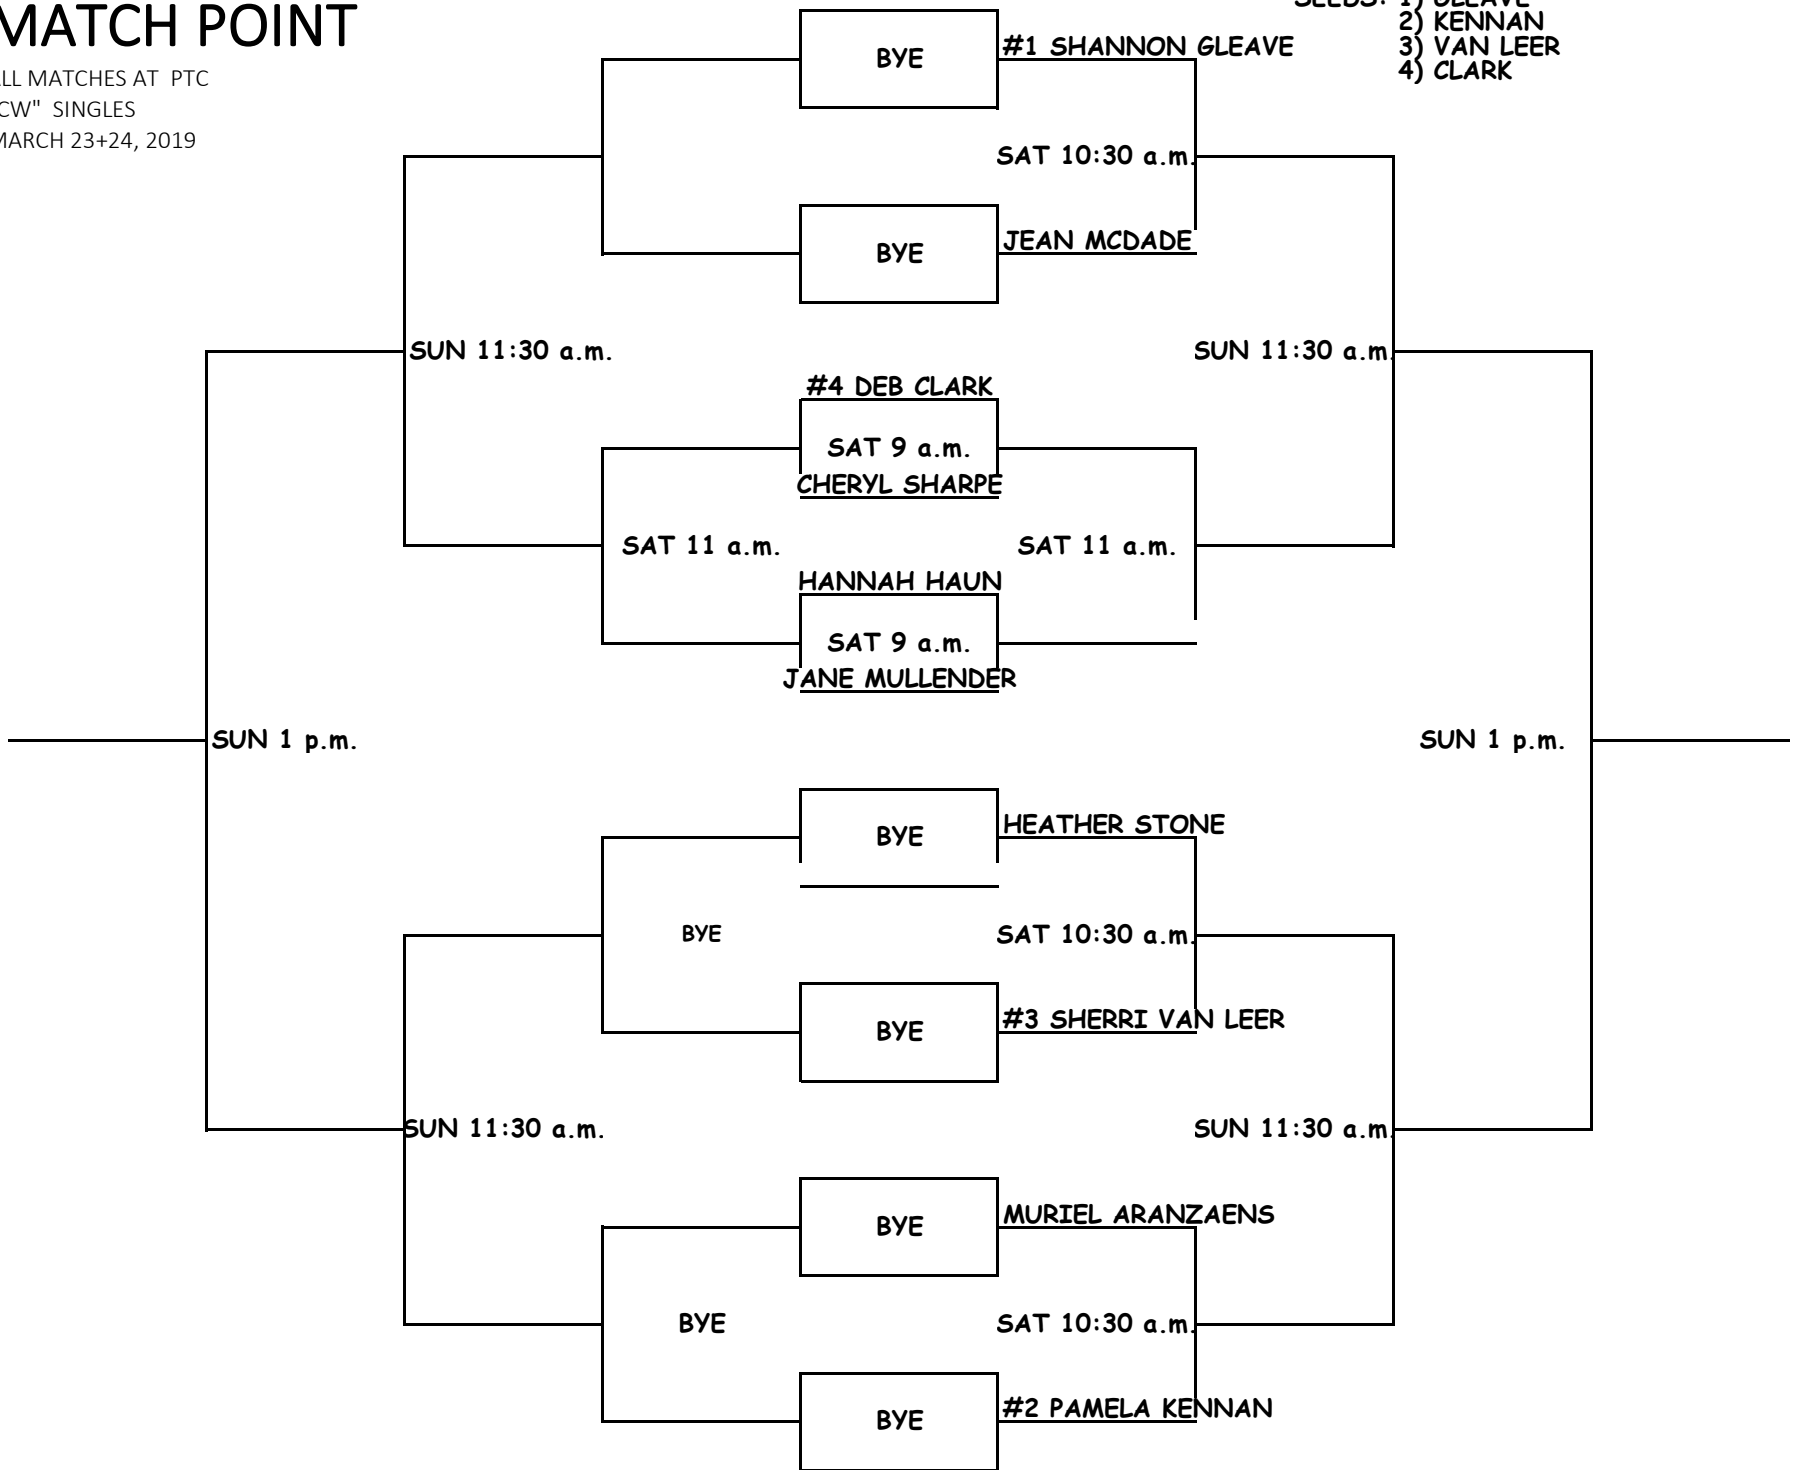 MATCH POINT
ALL MATCHES AT PTC
"CW" SINGLES
MARCH 23+24, 2019
SEEDS: 1) GLEAVE
2) KENNAN
3) VAN LEER
4) CLARK
BYE
#1 SHANNON GLEAVE
SAT 10:30 a.m.
BYE
JEAN MCDADE
SUN 11:30 a.m.
SUN 11:30 a.m.
#4 DEB CLARK
SAT 9 a.m.
CHERYL SHARPE
SAT 11 a.m.
SAT 11 a.m.
HANNAH HAUN
SAT 9 a.m.
JANE MULLENDER
SUN 1 p.m.
SUN 1 p.m.
BYE
HEATHER STONE
BYE
SAT 10:30 a.m.
BYE
#3 SHERRI VAN LEER
SUN 11:30 a.m.
SUN 11:30 a.m.
BYE
MURIEL ARANZAENS
BYE
SAT 10:30 a.m.
BYE
#2 PAMELA KENNAN